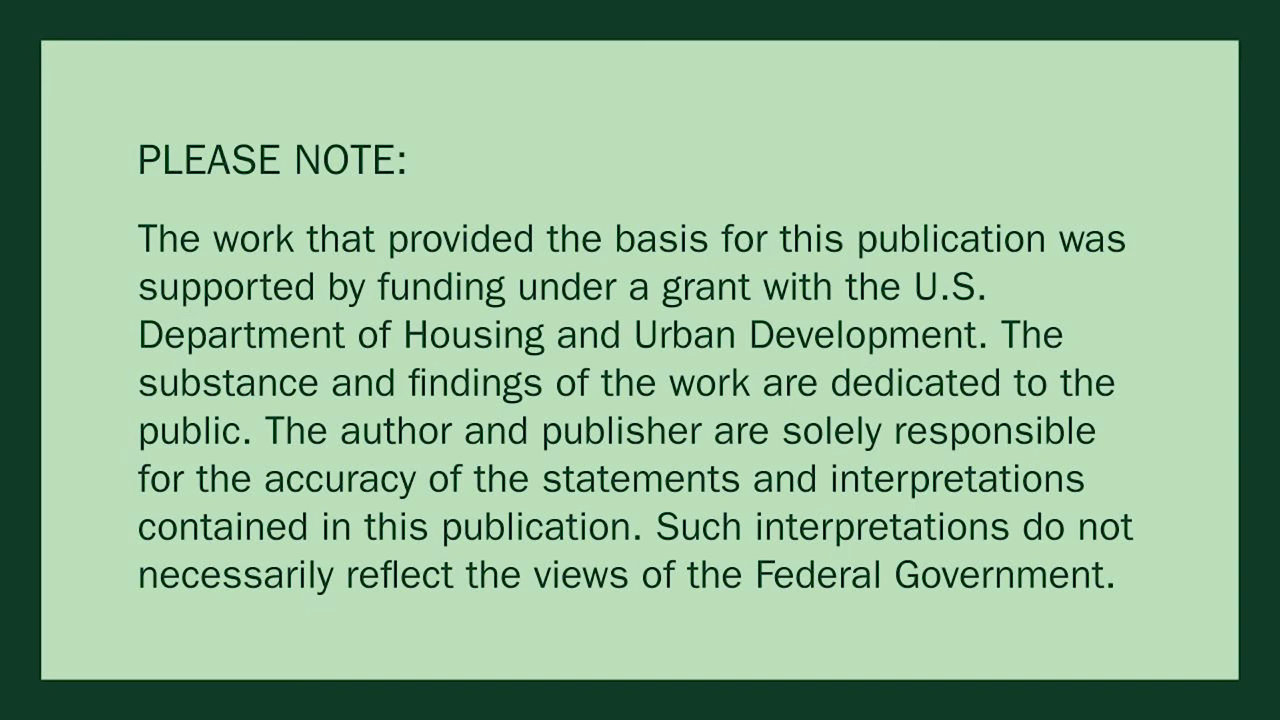 PLEASE NOTE:
The work that provided the basis for this publication was
supported by funding under a grant with the U.S.
Department of Housing and Urban Development. The
substance and findings of the work are dedicated to the
public. The author and publisher are solely responsible
for the accuracy of the statements and interpretations
contained in this publication. Such interpretations do not
necessarily reflect the views of the Federal Government.